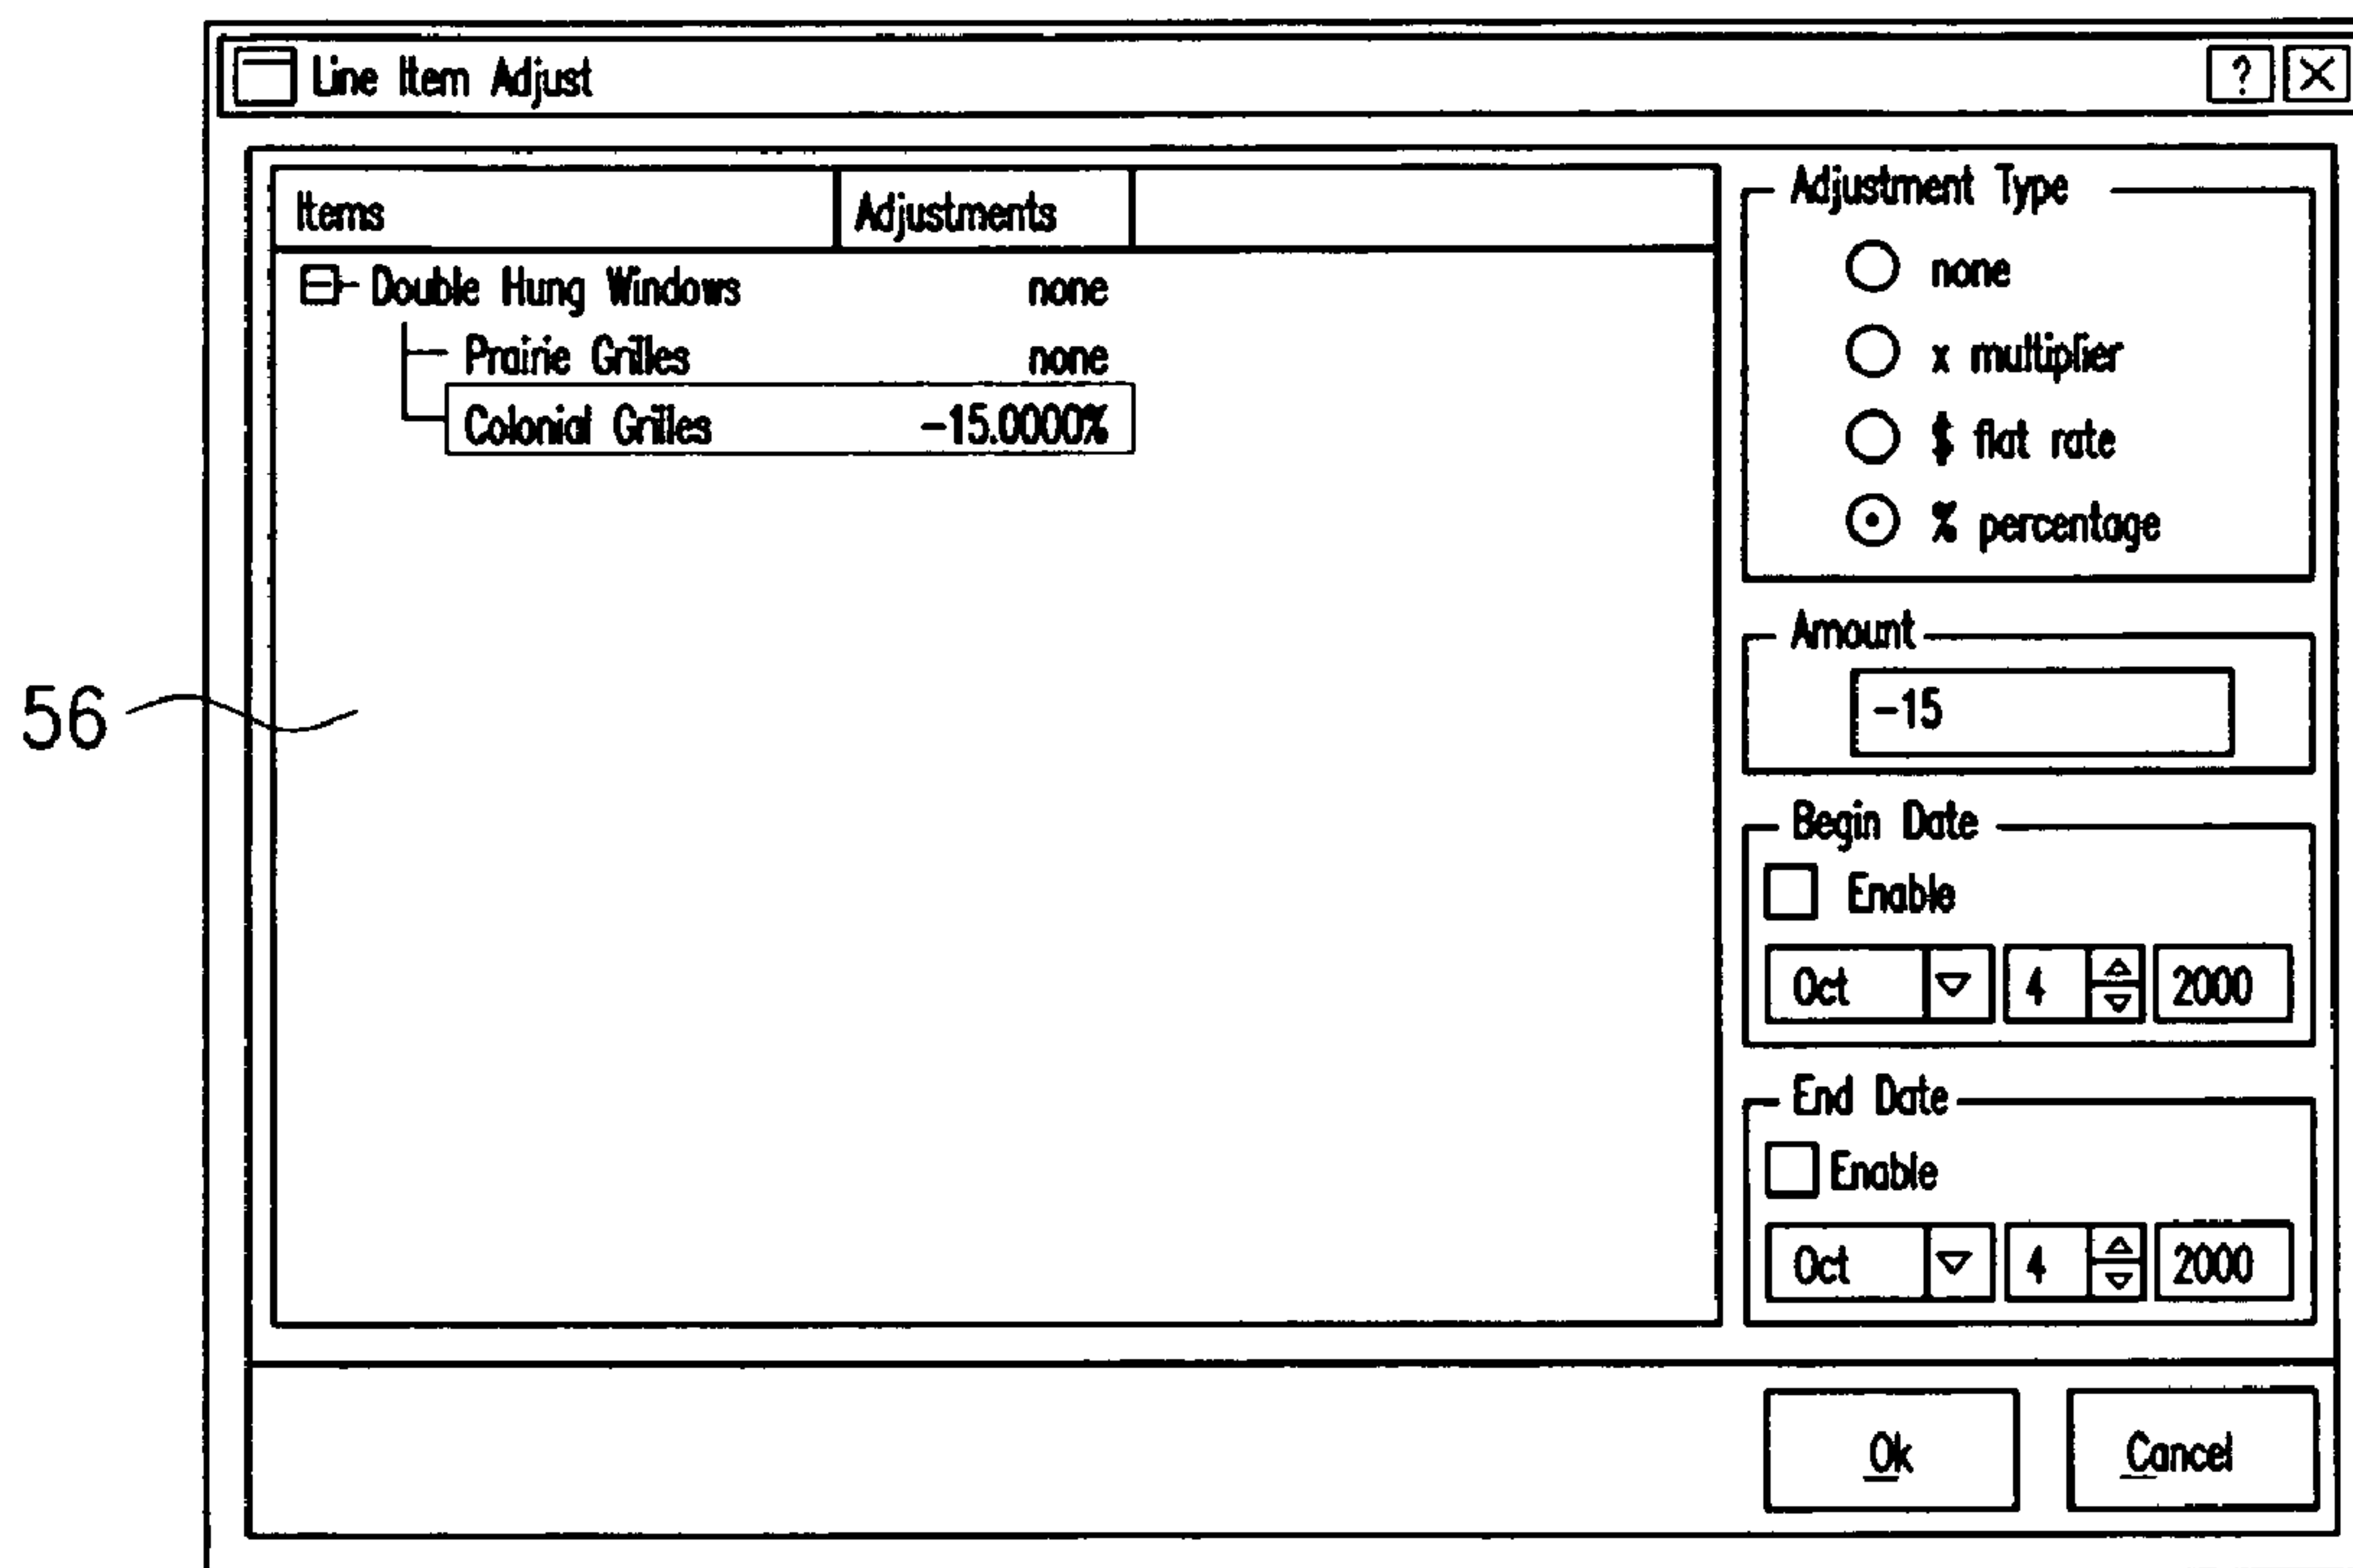 Line Item Adjust ? X
Items Adjustments
Double Hung Windows none
Prairie Grilles none
Colonial Grilles -15.0000%
Adjustment Type
none
x multiplier
$ flat rate
% percentage
Amount
-15
Begin Date
Enable
Oct 4 2000
End Date
Enable
Oct 4 2000
Ok Cancel
56